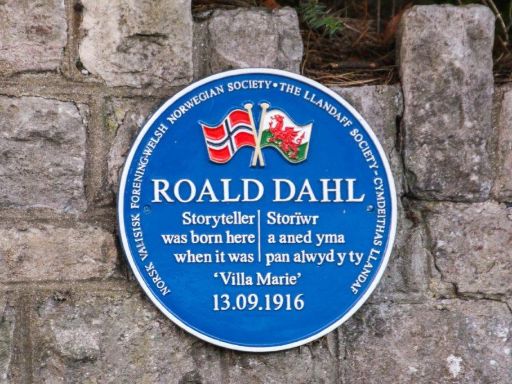 NORSK VALISISK FORENING·WELSH NORWEGIAN SOCIETY • THE LLANDAFF SOCIETY·CYMDEITHAS LLANDAF
ROALD DAHL
Storyteller | Storïwr
was born here | a aned yma
when it was | pan alwyd y ty
‘Villa Marie’
13.09.1916